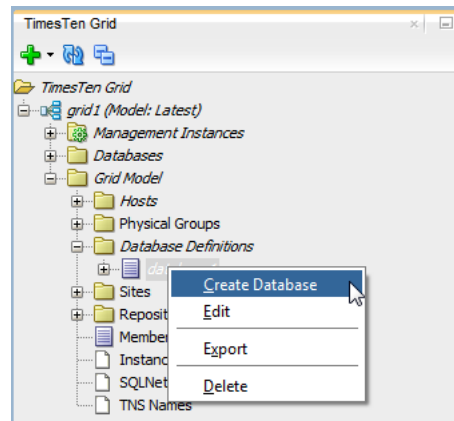 TimesTen Grid
TimesTen Grid
grid1 (Model: Latest)
Management Instances
Databases
Grid Model
Hosts
Physical Groups
Database Definitions
Create Database
Sites
Edit
Reposit
Member
Export
Instanc
SQLNet
Delete
TNS Names